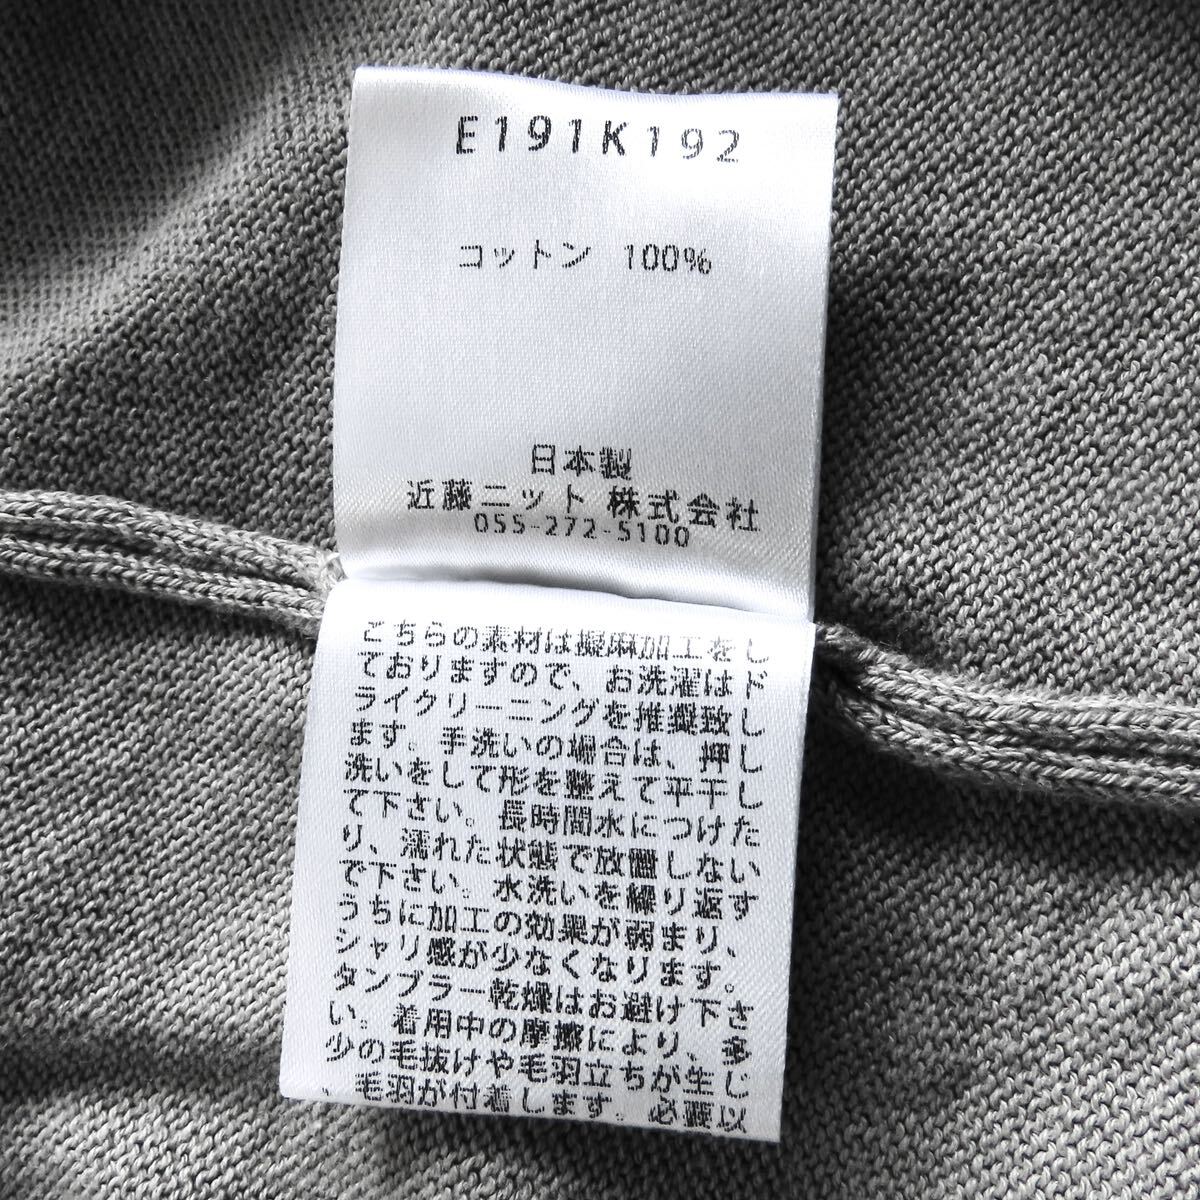 E191K192
コットン 100%
日本製
近藤ニット 株式会社
055-272-5100
こちらの素材は擬麻加工をし
ておりますので、お洗濯はド
ライクリーニングを推奨致し
ます。手洗いの場合は、押し
洗いをして形を整えて平干し
て下さい。長時間水につけた
り、濡れた状態で放置しない
で下さい。水洗いを繰り返す
うちに加工の効果が弱まり、
シャリ感が少なくなります。
タンブラー乾燥はお避け下さ
い。着用中の摩擦により、多
少の毛抜けや毛羽立ちが生じ
、毛羽が付着します。必要以